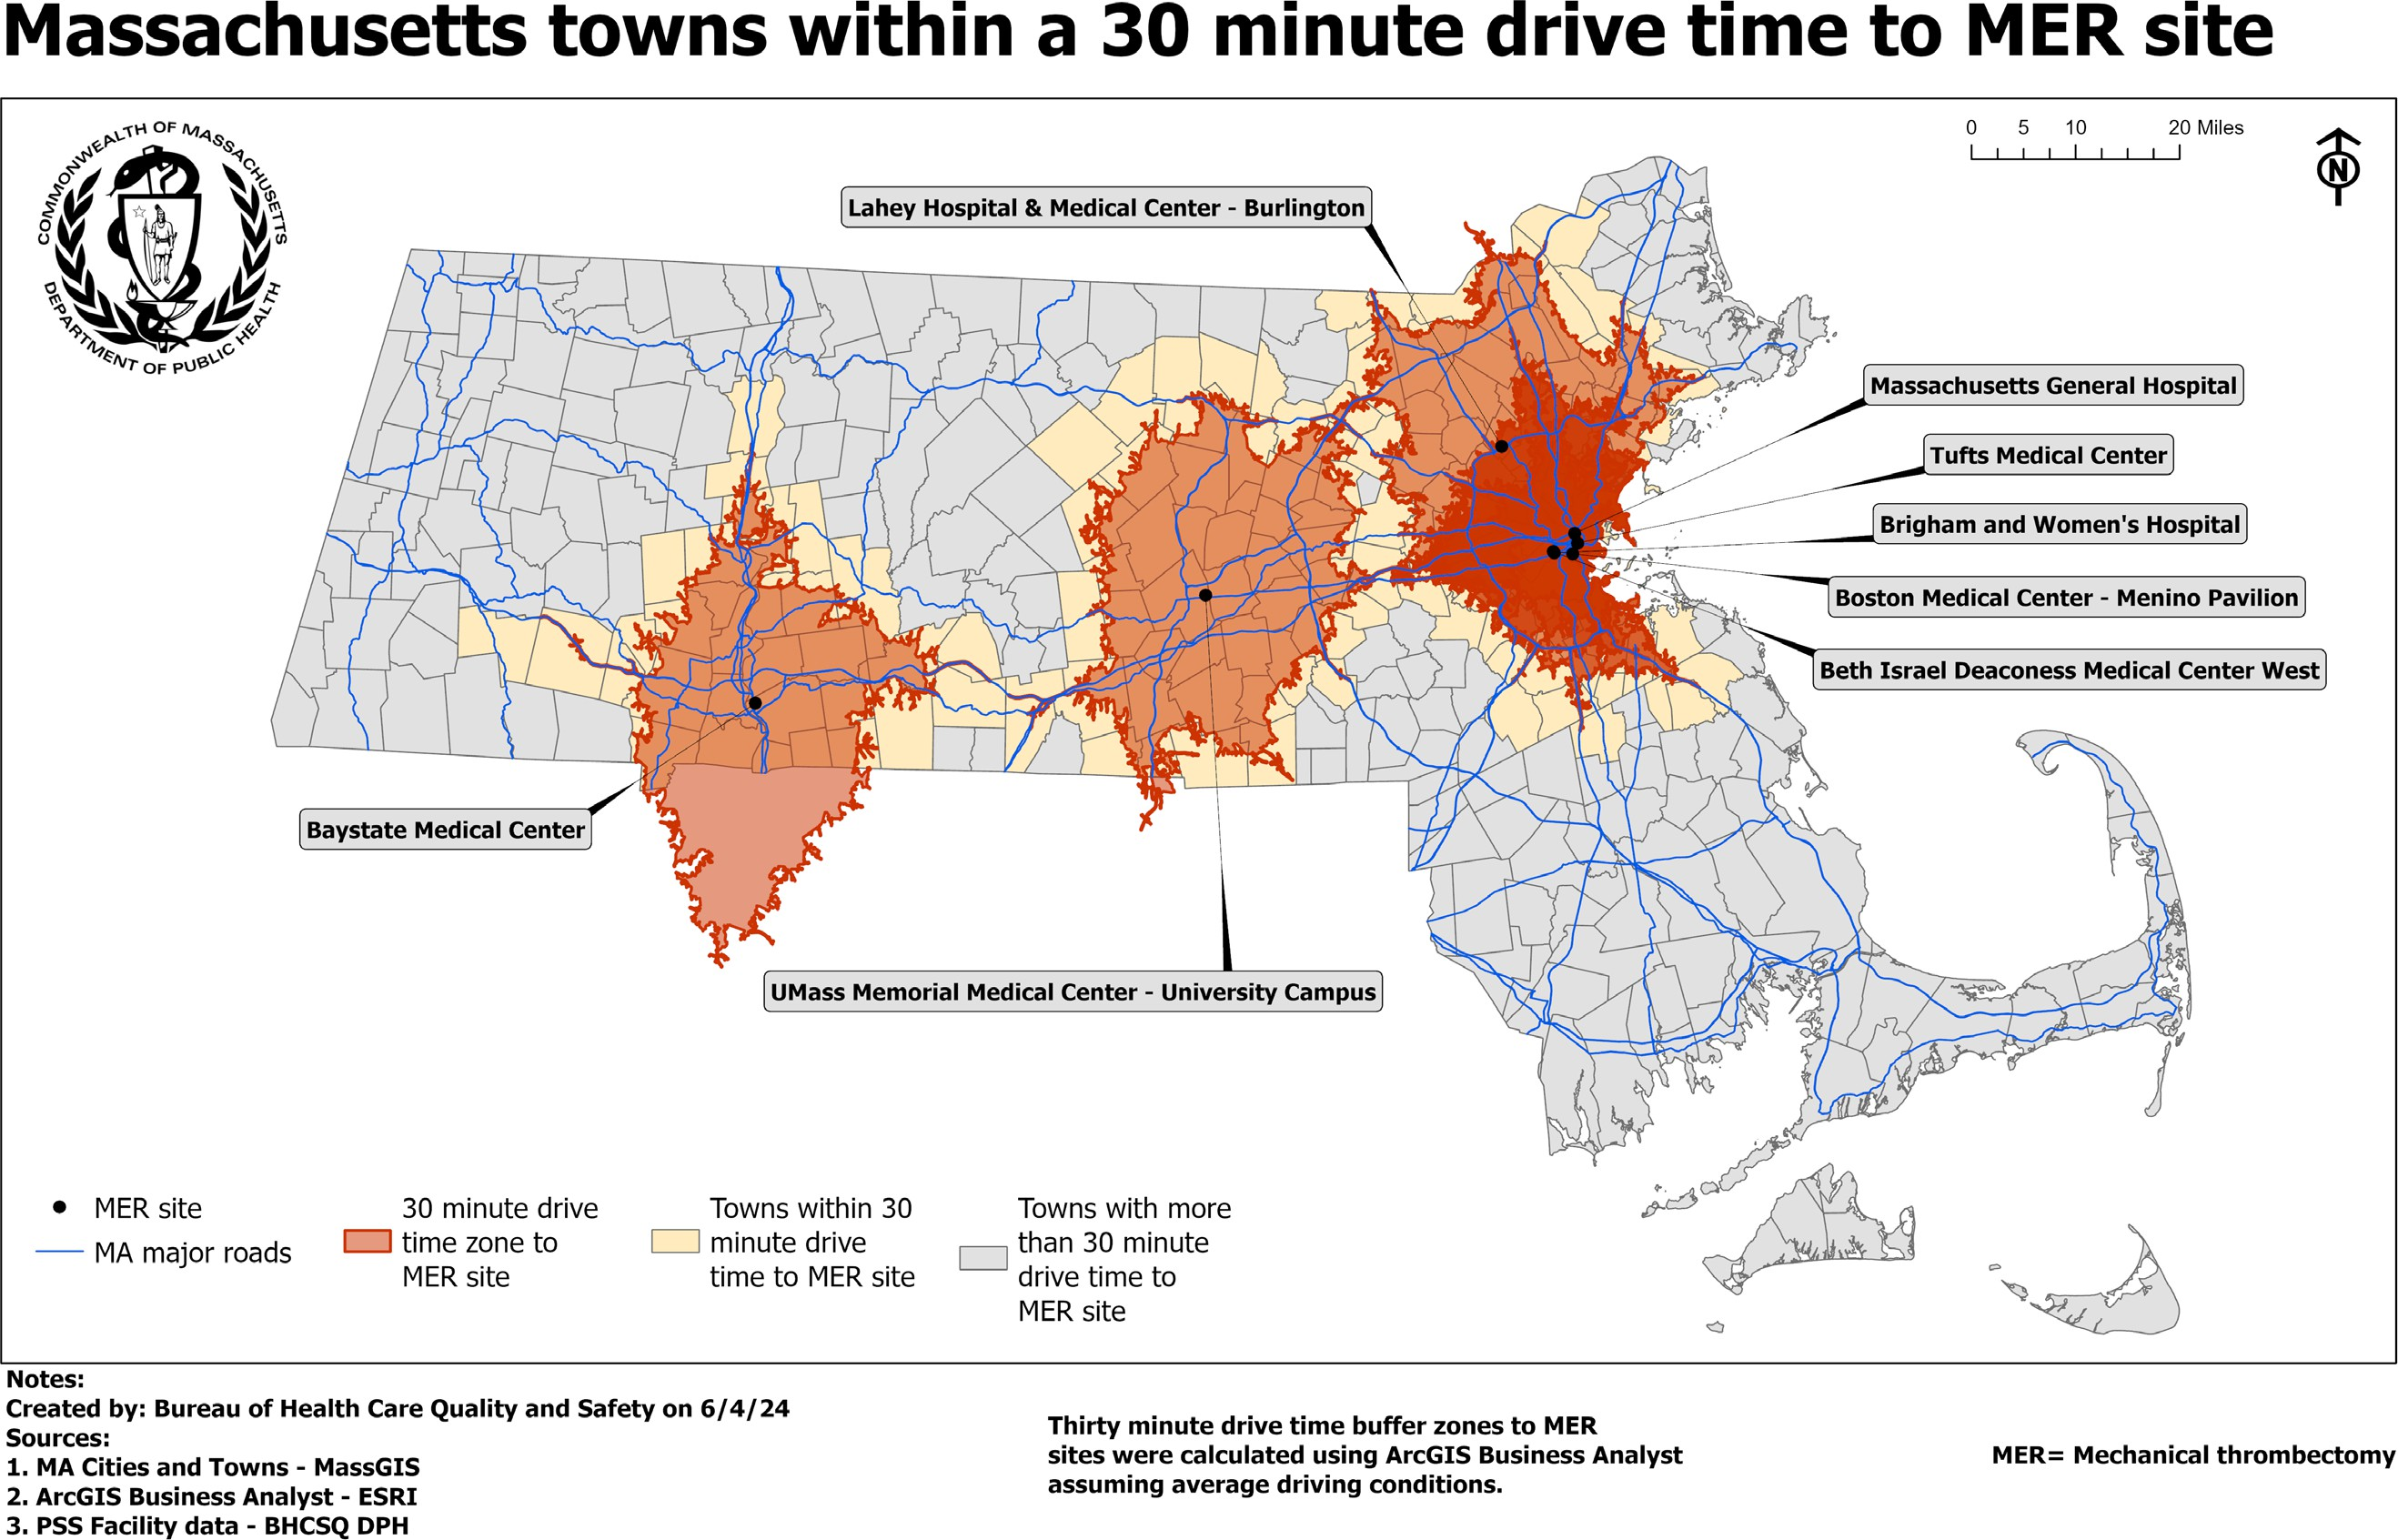 Massachusetts towns within a 30 minute drive time to MER site
COMMONWEALTH OF MASSACHUSETTS
DEPARTMENT OF PUBLIC HEALTH
0 5 10 20 Miles
N
Lahey Hospital & Medical Center - Burlington
Massachusetts General Hospital
Tufts Medical Center
Brigham and Women's Hospital
Boston Medical Center - Menino Pavilion
Beth Israel Deaconess Medical Center West
Baystate Medical Center
UMass Memorial Medical Center - University Campus
MER site
MA major roads
30 minute drive
time zone to
MER site
Towns within 30
minute drive
time to MER site
Towns with more
than 30 minute
drive time to
MER site
Notes:
Created by: Bureau of Health Care Quality and Safety on 6/4/24
Sources:
1. MA Cities and Towns - MassGIS
2. ArcGIS Business Analyst - ESRI
3. PSS Facility data - BHCSQ DPH
Thirty minute drive time buffer zones to MER
sites were calculated using ArcGIS Business Analyst
assuming average driving conditions.
MER= Mechanical thrombectomy